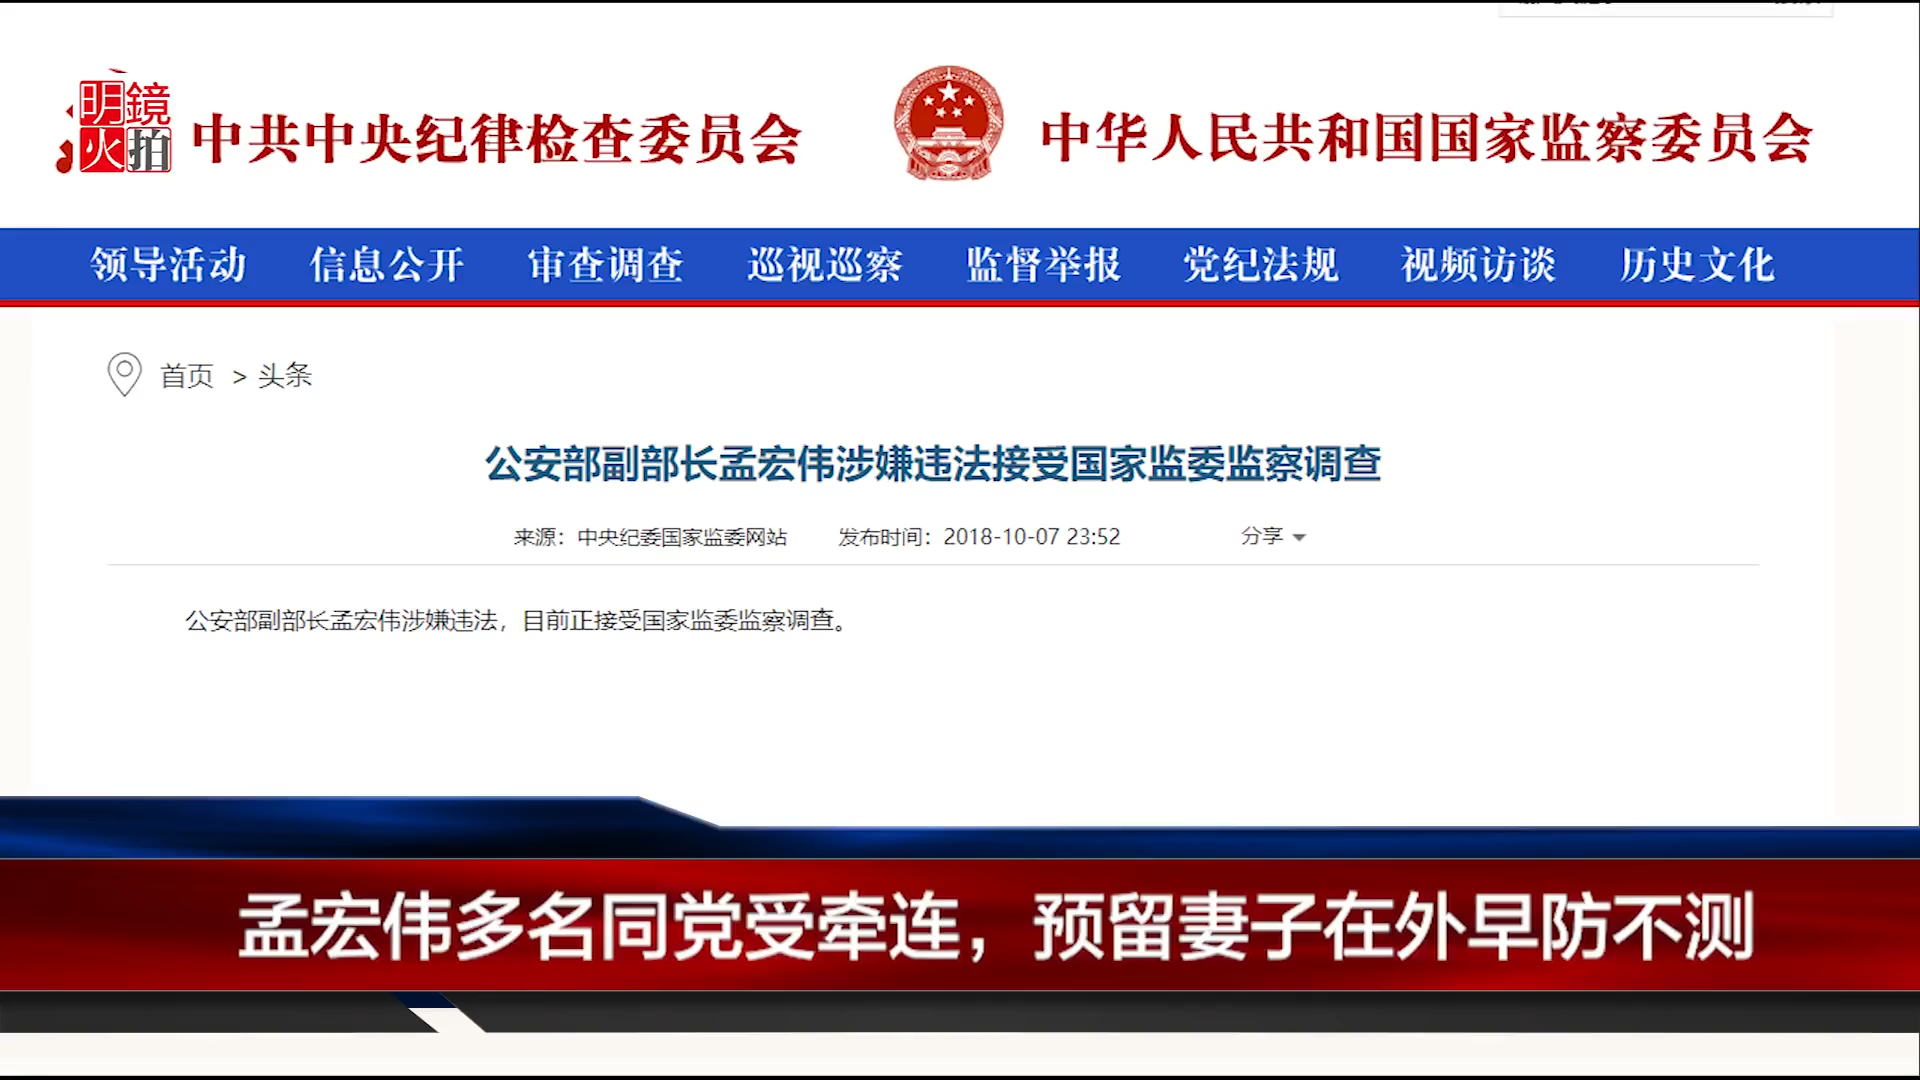 明鏡
火拍
中共中央纪律检查委员会
中华人民共和国国家监察委员会
领导活动 信息公开 审查调查 巡视巡察 监督举报 党纪法规 视频访谈 历史文化
首页 > 头条
公安部副部长孟宏伟涉嫌违法接受国家监委监察调查
来源：中央纪委国家监委网站 发布时间：2018-10-07 23:52 分享
公安部副部长孟宏伟涉嫌违法，目前正接受国家监委监察调查。
孟宏伟多名同党受牵连，预留妻子在外早防不测